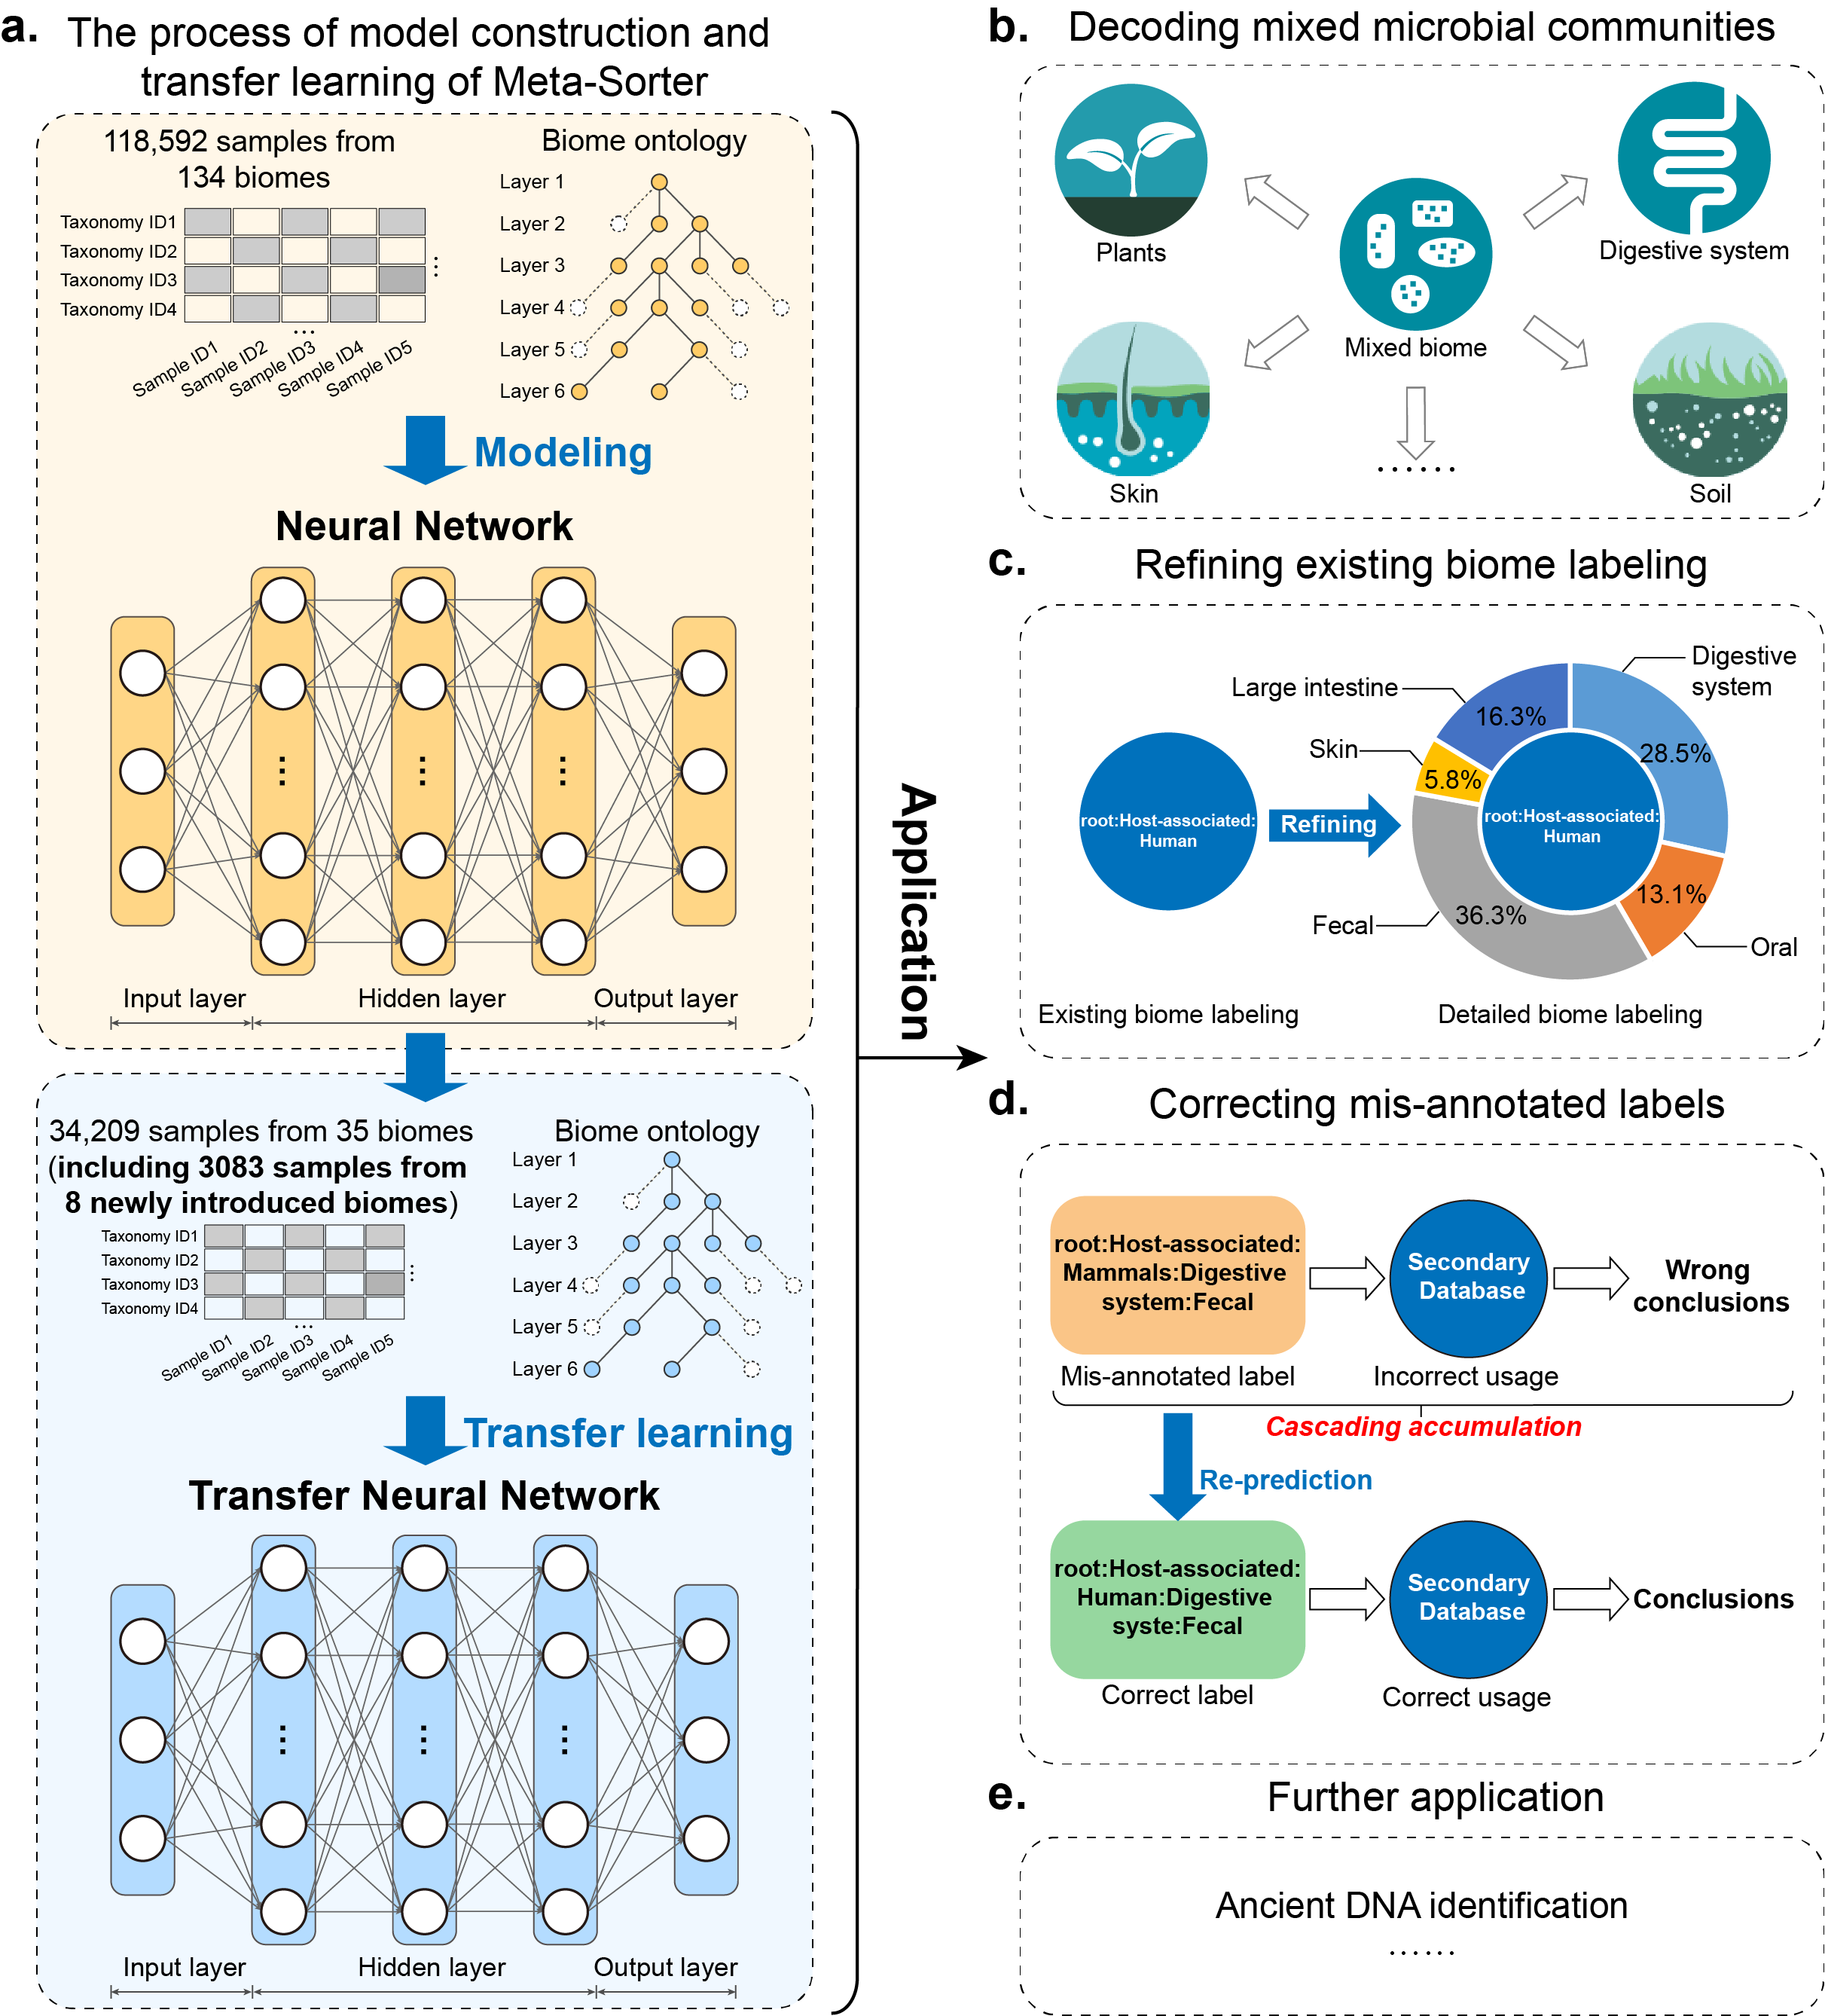 a. The process of model construction and
transfer learning of Meta-Sorter
118,592 samples from
134 biomes
Taxonomy ID1
Taxonomy ID2
Taxonomy ID3
Taxonomy ID4
⋮
...
Sample ID1
Sample ID2
Sample ID3
Sample ID4
Sample ID5
Biome ontology
Layer 1
Layer 2
Layer 3
Layer 4
Layer 5
Layer 6
Modeling
Neural Network
⋮ ⋮ ⋮
Input layer
Hidden layer
Output layer
34,209 samples from 35 biomes
(including 3083 samples from
8 newly introduced biomes)
Taxonomy ID1
Taxonomy ID2
Taxonomy ID3
Taxonomy ID4
⋮
...
Sample ID1
Sample ID2
Sample ID3
Sample ID4
Sample ID5
Biome ontology
Layer 1
Layer 2
Layer 3
Layer 4
Layer 5
Layer 6
Transfer learning
Transfer Neural Network
⋮ ⋮ ⋮
Input layer
Hidden layer
Output layer
Application
b. Decoding mixed microbial communities
Plants
Digestive system
Mixed biome
Skin
......
Soil
c. Refining existing biome labeling
root:Host-associated:
Human
Refining
Large intestine
16.3%
Skin
5.8%
Fecal
36.3%
root:Host-associated:
Human
Digestive
system
28.5%
13.1%
Oral
Existing biome labeling
Detailed biome labeling
d. Correcting mis-annotated labels
root:Host-associated:
Mammals:Digestive
system:Fecal
Secondary
Database
Wrong
conclusions
Mis-annotated label
Incorrect usage
Cascading accumulation
Re-prediction
root:Host-associated:
Human:Digestive
syste:Fecal
Secondary
Database
Conclusions
Correct label
Correct usage
e. Further application
Ancient DNA identification
......